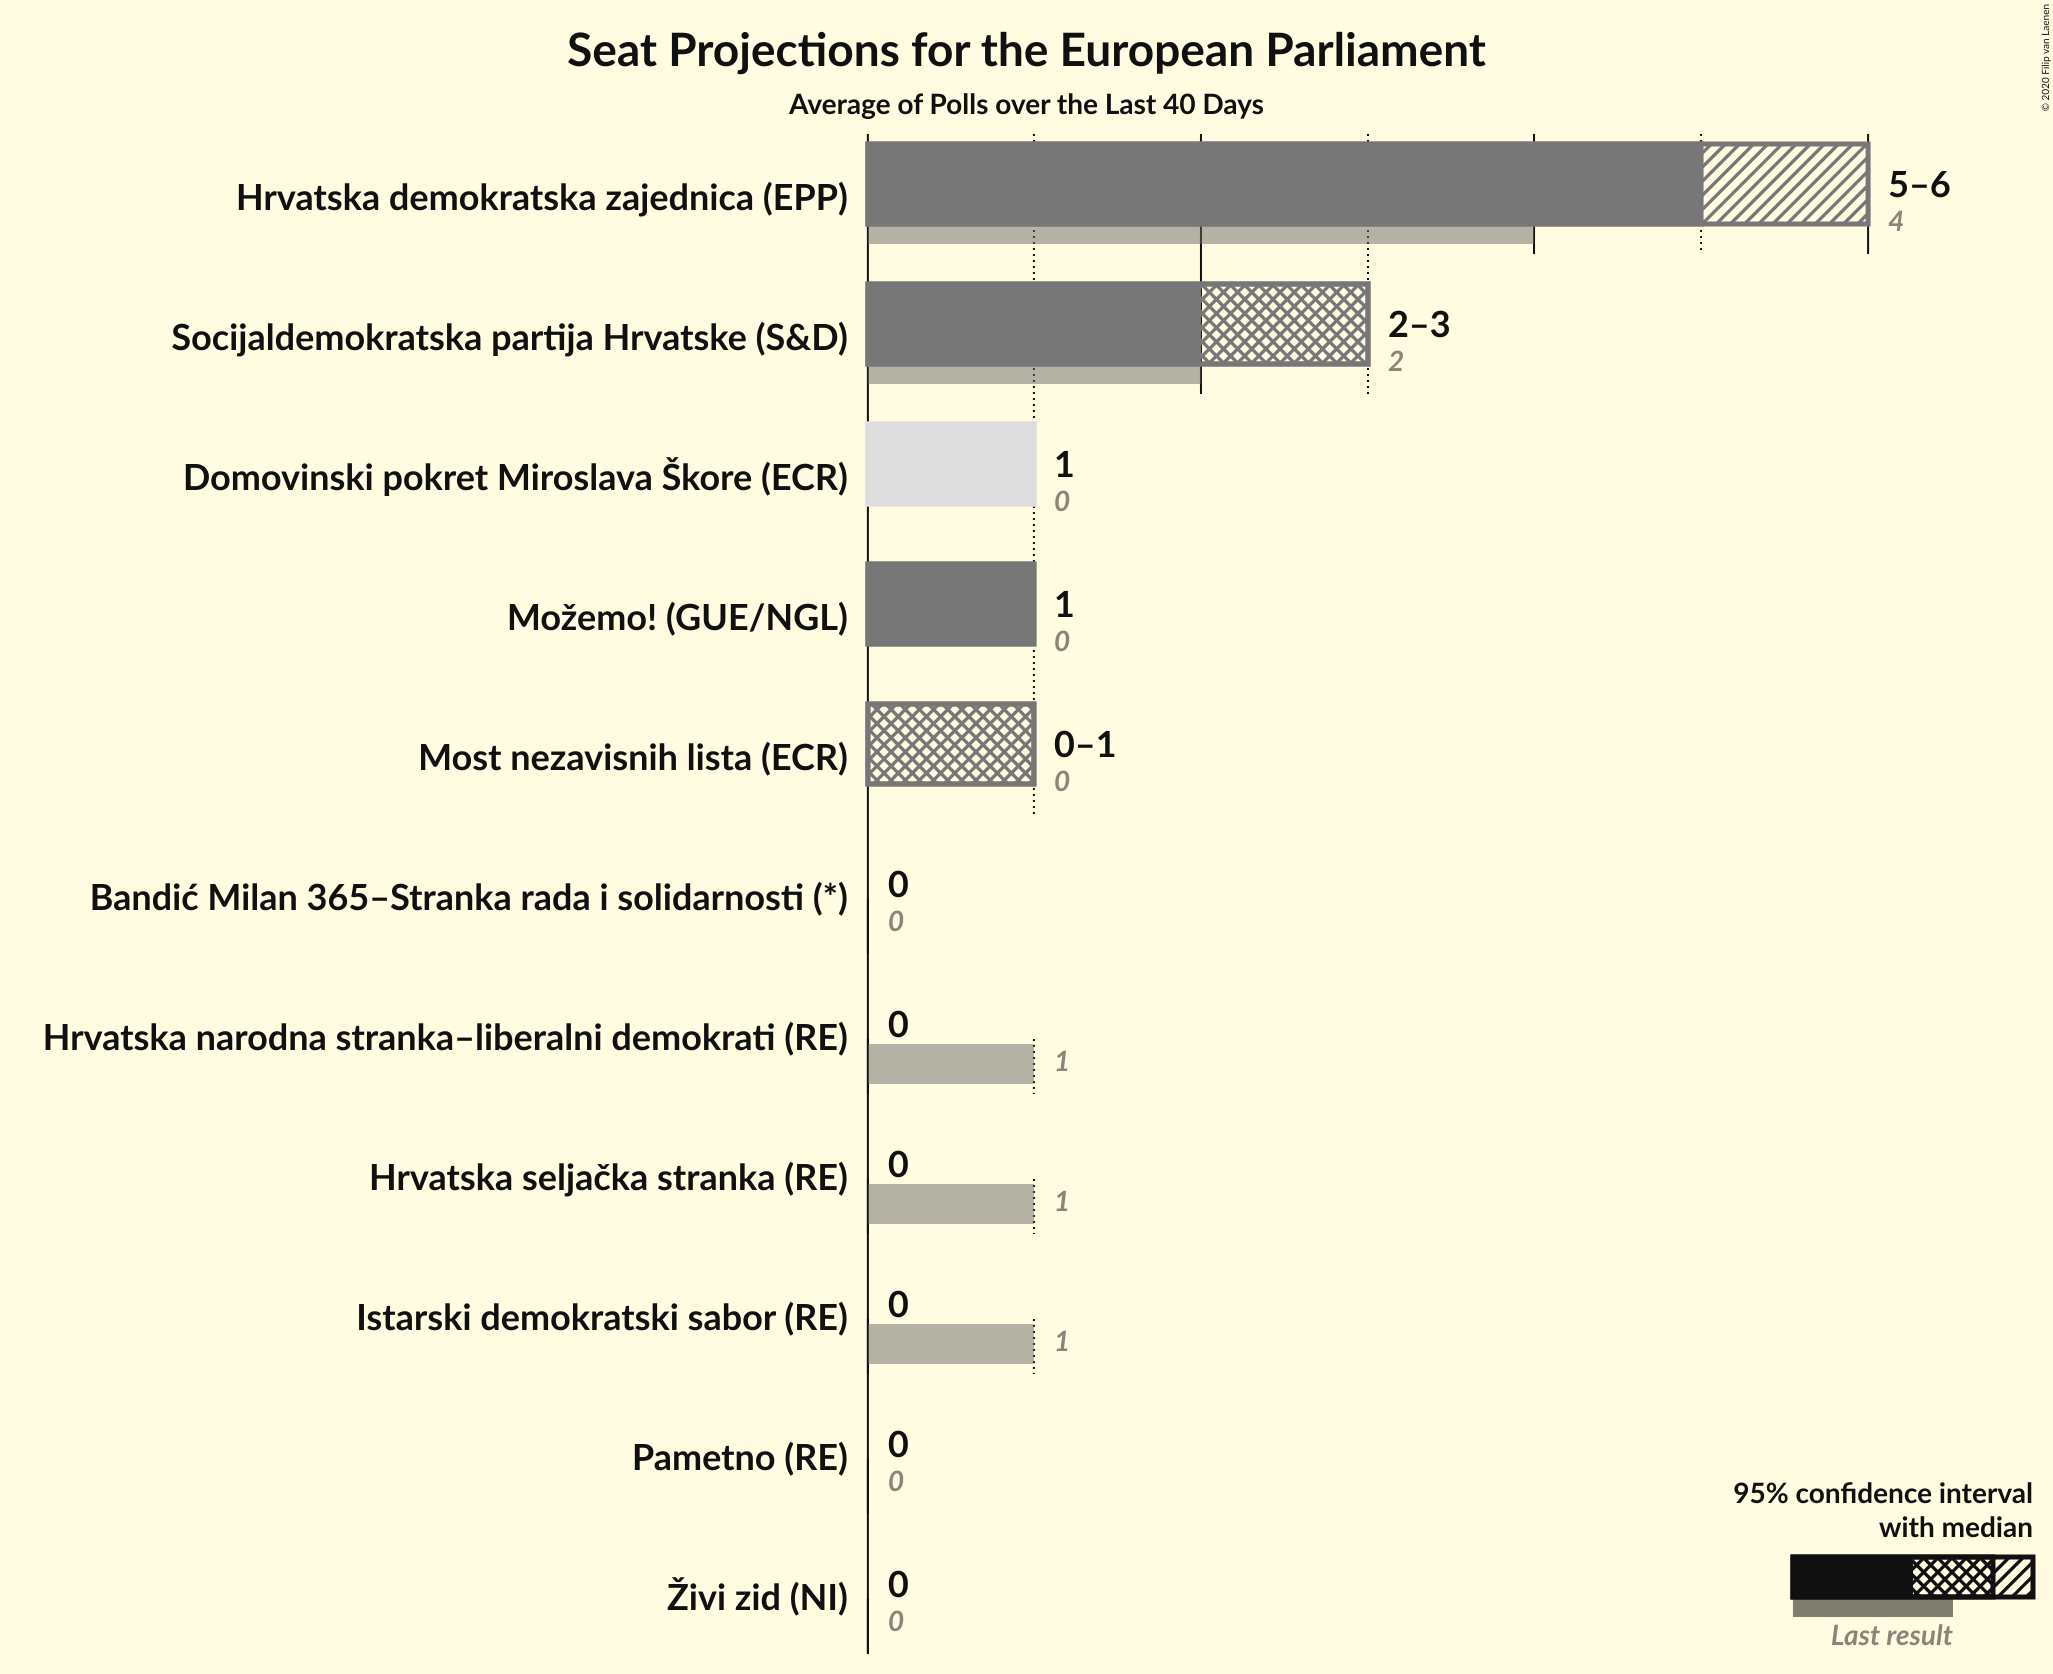 Seat Projections for the European Parliament
Average of Polls over the Last 40 Days
© 2020 Filip van Laenen
Hrvatska demokratska zajednica (EPP)
5–6
4
Socijaldemokratska partija Hrvatske (S&D)
2–3
2
Domovinski pokret Miroslava Škore (ECR)
1
0
Možemo! (GUE/NGL)
1
0
Most nezavisnih lista (ECR)
0–1
0
Bandić Milan 365–Stranka rada i solidarnosti (*)
0
0
Hrvatska narodna stranka–liberalni demokrati (RE)
0
1
Hrvatska seljačka stranka (RE)
0
1
Istarski demokratski sabor (RE)
0
1
Pametno (RE)
0
0
Živi zid (NI)
0
0
95% confidence interval
with median
Last result